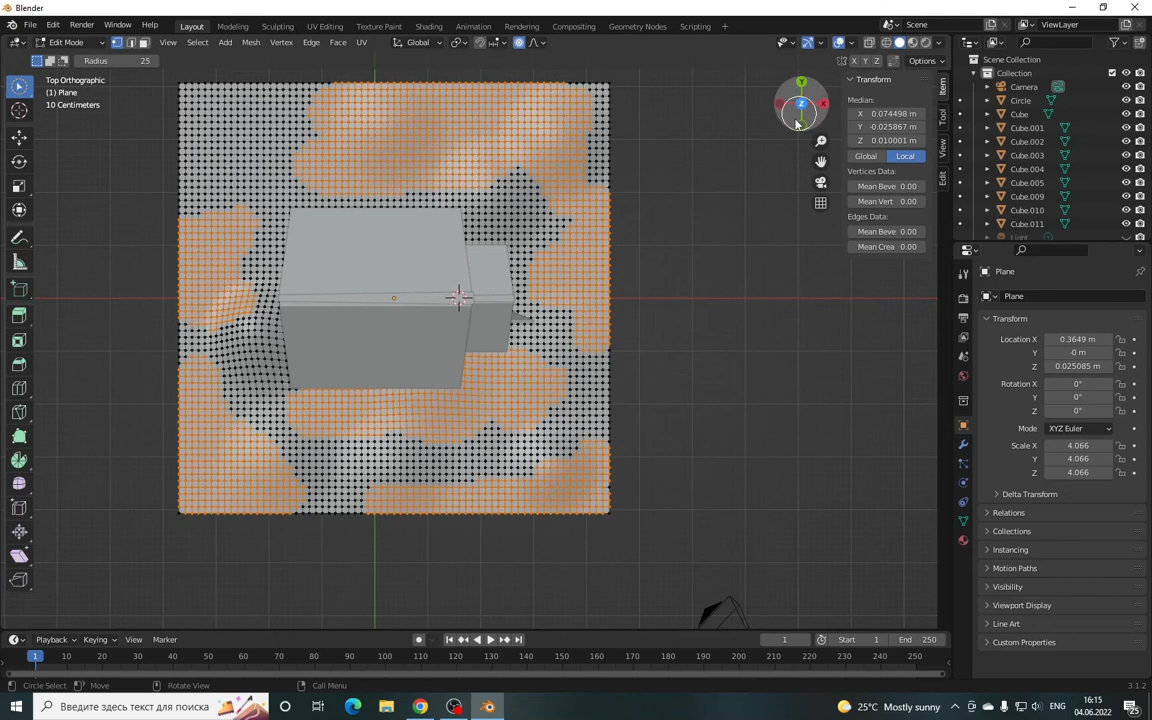 Blender
File Edit Render Window Help Layout Modeling Sculpting UV Editing Texture Paint Shading Animation Rendering Compositing Geometry Nodes Scripting + Scene ViewLayer
Edit Mode View Select Add Mesh Vertex Edge Face UV Global
Radius 25 X Y Z Options
Top Orthographic
(1) Plane
10 Centimeters
Y
X
Z
Transform
Median:
X 0.074498 m
Y -0.025867 m
Z 0.010001 m
Global Local
Vertices Data:
Mean Beve 0.00
Mean Vert 0.00
Edges Data:
Mean Beve 0.00
Mean Crea 0.00
Item
Tool
View
Edit
Scene Collection
Collection
Camera
Circle
Cube
Cube.001
Cube.002
Cube.003
Cube.004
Cube.005
Cube.009
Cube.010
Cube.011
Light
Plane
Plane
Transform
Location X 0.3649 m
Y -0 m
Z 0.025085 m
Rotation X 0°
Y 0°
Z 0°
Mode XYZ Euler
Scale X 4.066
Y 4.066
Z 4.066
Delta Transform
Relations
Collections
Instancing
Motion Paths
Visibility
Viewport Display
Line Art
Custom Properties
Playback Keying View Marker 1 Start 1 End 250
1 10 20 30 40 50 60 70 80 90 100 110 120 130 140 150 160 170 180 190 200 210 220 230 240 250
Circle Select Move Rotate View Call Menu 3.1.2
Введите здесь текст для поиска 25°C Mostly sunny ENG 16:15
04.06.2022 25